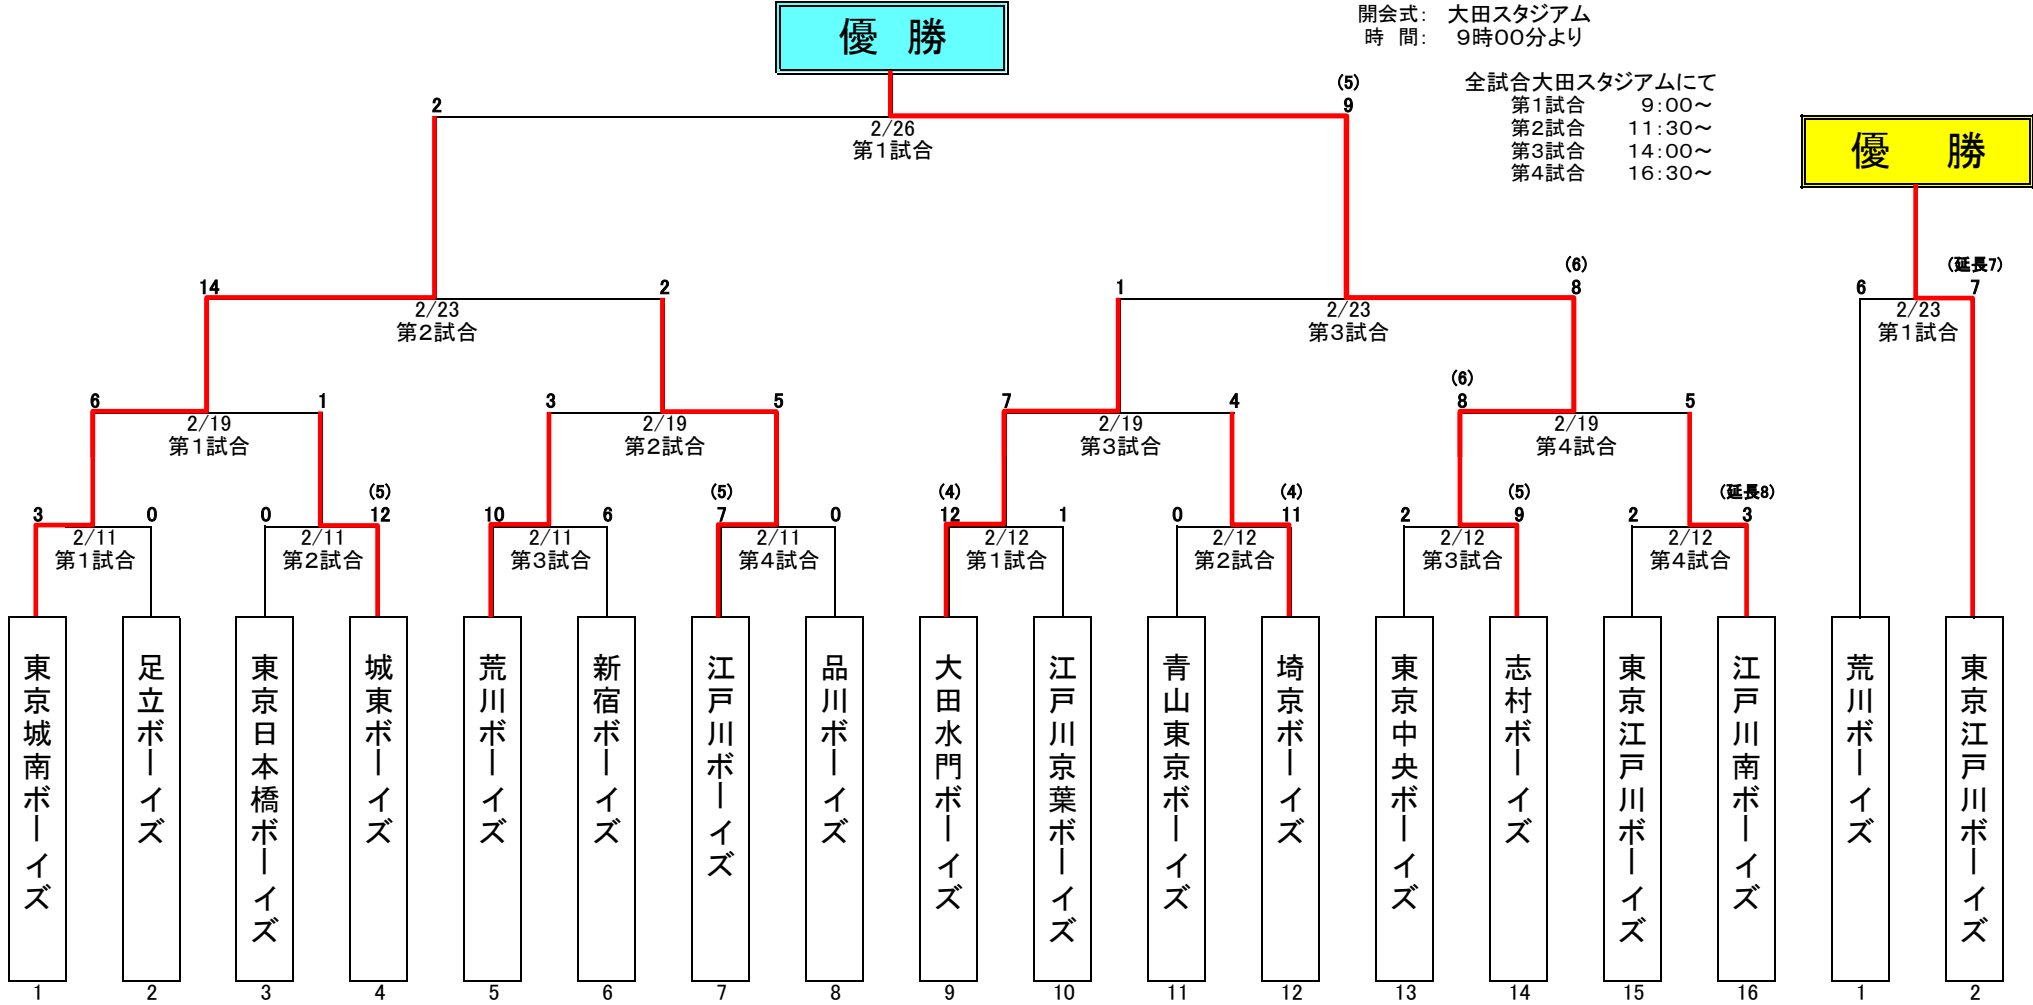 優 勝
開会式: 大田スタジアム
時 間: 9時00分より
全試合大田スタジアムにて
第1試合 9:00～
第2試合 11:30～
第3試合 14:00～
第4試合 16:30～
優 勝
(5)
2 9
2/26
第1試合
(6) (延長7)
14 2 1 8 6 7
2/23 2/23 2/23
第2試合 第3試合 第1試合
(6)
6 1 3 5 7 4 8 5
2/19 2/19 2/19 2/19
第1試合 第2試合 第3試合 第4試合
(5) (5) (4) (4) (5) (延長8)
3 0 0 12 10 6 7 0 12 1 0 11 2 9 2 3
2/11 2/11 2/11 2/11 2/12 2/12 2/12 2/12
第1試合 第2試合 第3試合 第4試合 第1試合 第2試合 第3試合 第4試合
東京城南ボーイズ
足立ボーイズ
東京日本橋ボーイズ
城東ボーイズ
荒川ボーイズ
新宿ボーイズ
江戸川ボーイズ
品川ボーイズ
大田水門ボーイズ
江戸川京葉ボーイズ
青山東京ボーイズ
埼京ボーイズ
東京中央ボーイズ
志村ボーイズ
東京江戸川ボーイズ
江戸川南ボーイズ
荒川ボーイズ
東京江戸川ボーイズ
1 2 3 4 5 6 7 8 9 10 11 12 13 14 15 16 1 2